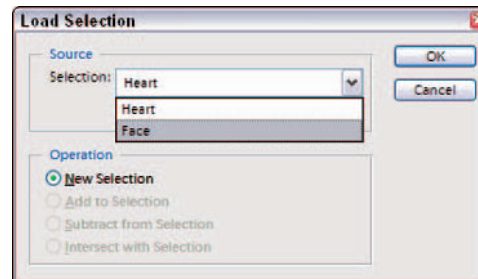 Load Selection
Source
OK
Selection: Heart
Cancel
Heart
Face
Operation
New Selection
Add to Selection
Subtract from Selection
Intersect with Selection